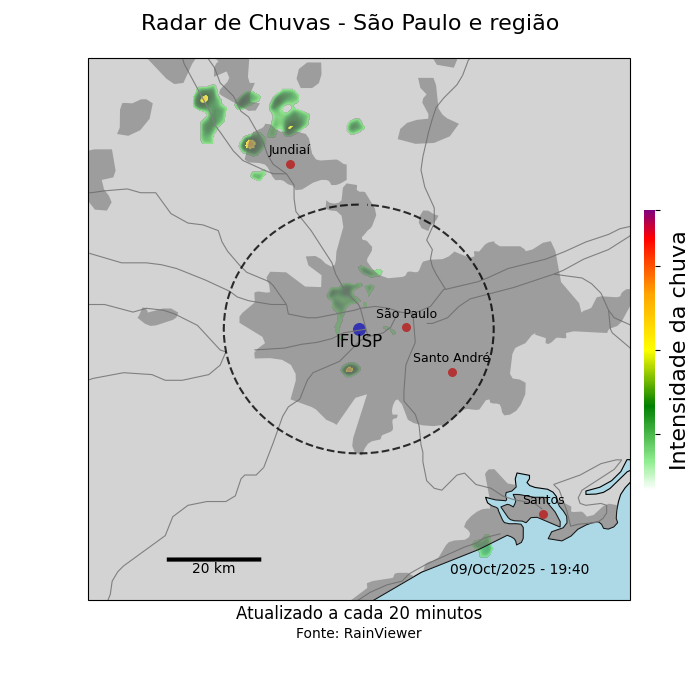 Radar de Chuvas - São Paulo e região
Jundiaí
São Paulo
IFUSP
Santo André
Intensidade da chuva
Santos
20 km
09/Oct/2025 - 19:40
Atualizado a cada 20 minutos
Fonte: RainViewer